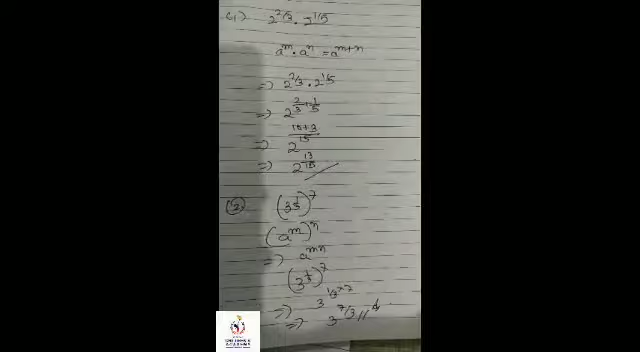 (1.) 2^2/3 · 2^1/5
a^m · a^n = a^m+n
=> 2^2/3 · 2^1/5
=> 2^2/3+1/5
=> 2^10+3/15
=> 2^13/15
(2.) (3^1/3)^7
(a^m)^n
=> a^mn
(3^1/3)^7
=> 3^1/3×7
=> 3^7/3 //